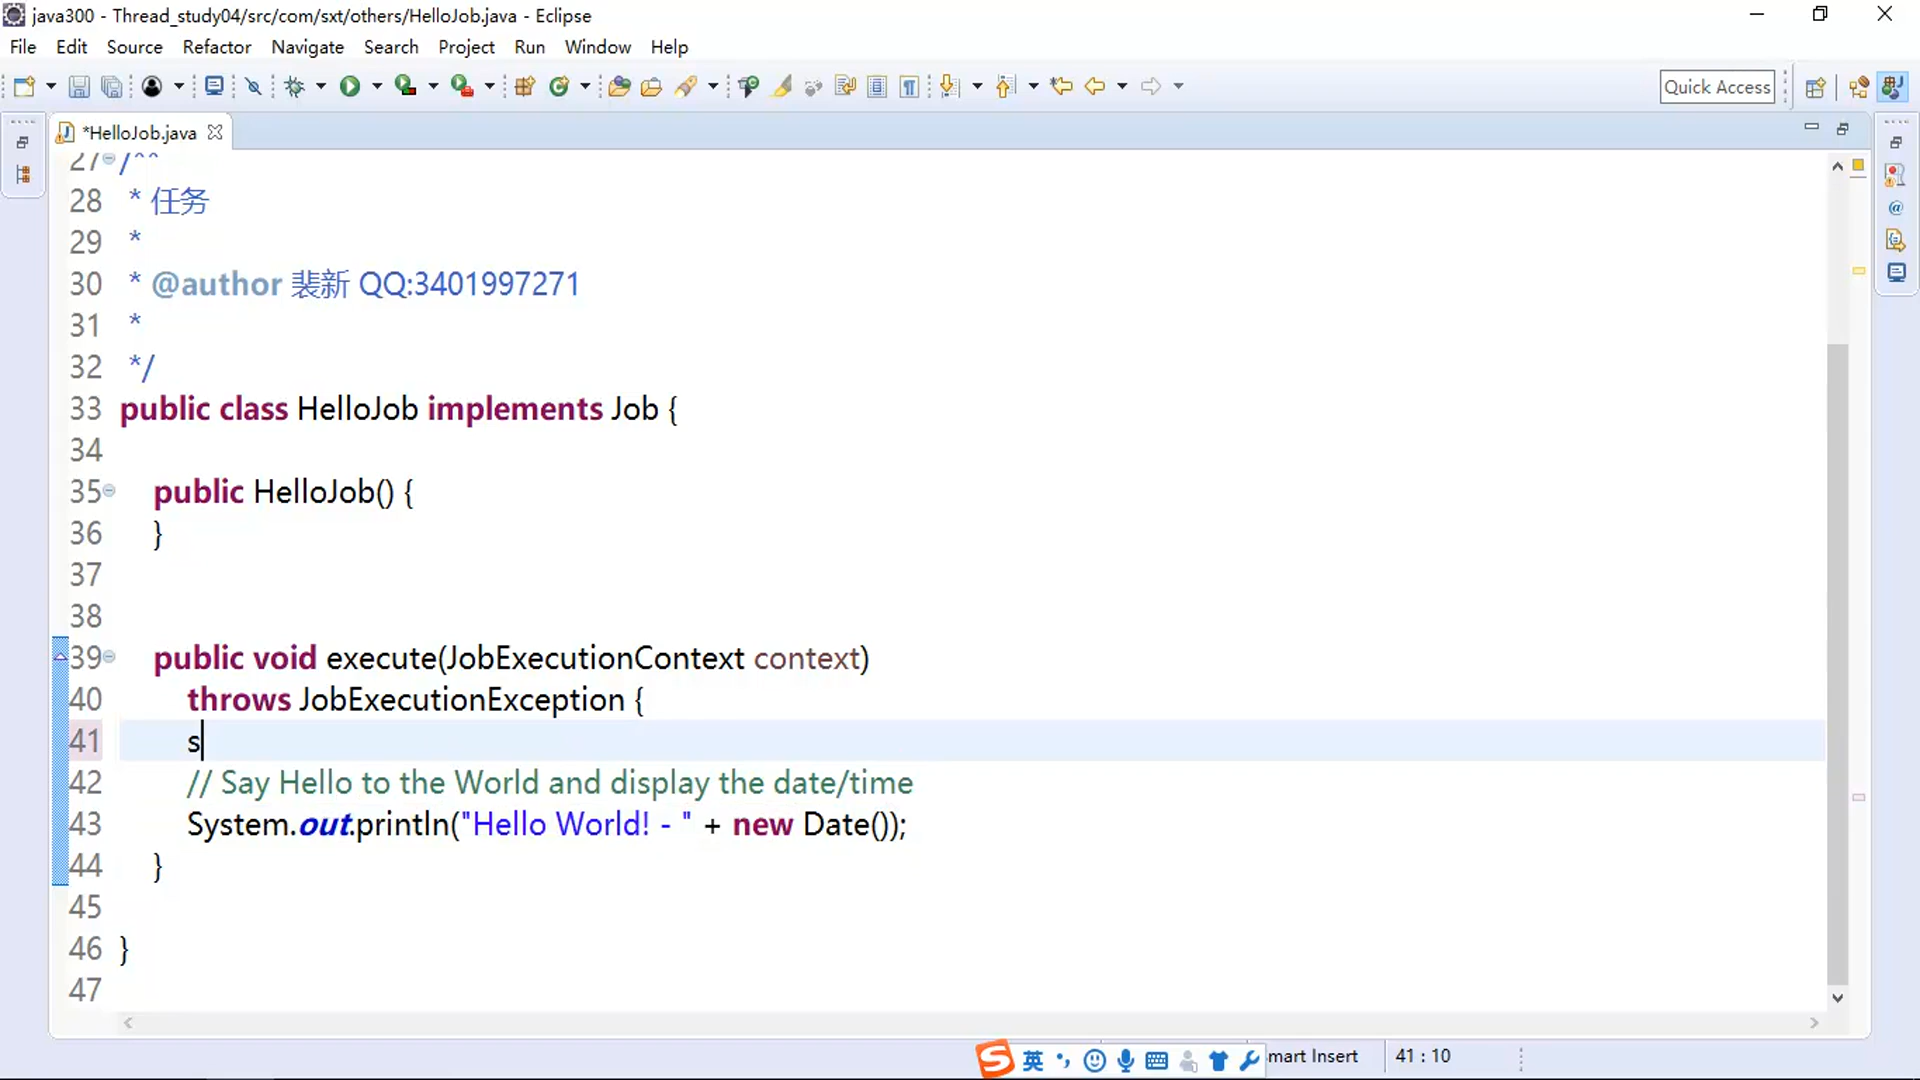 java300 - Thread_study04/src/com/sxt/others/HelloJob.java - Eclipse
File Edit Source Refactor Navigate Search Project Run Window Help
Quick Access
*HelloJob.java
27 /**
28  * 任务
29  *
30  * @author 裴新 QQ:3401997271
31  *
32  */
33 public class HelloJob implements Job {
34
35     public HelloJob() {
36     }
37
38
39     public void execute(JobExecutionContext context)
40         throws JobExecutionException {
41         s
42         // Say Hello to the World and display the date/time
43         System.out.println("Hello World! - " + new Date());
44     }
45
46 }
47
英 mart Insert 41 : 10